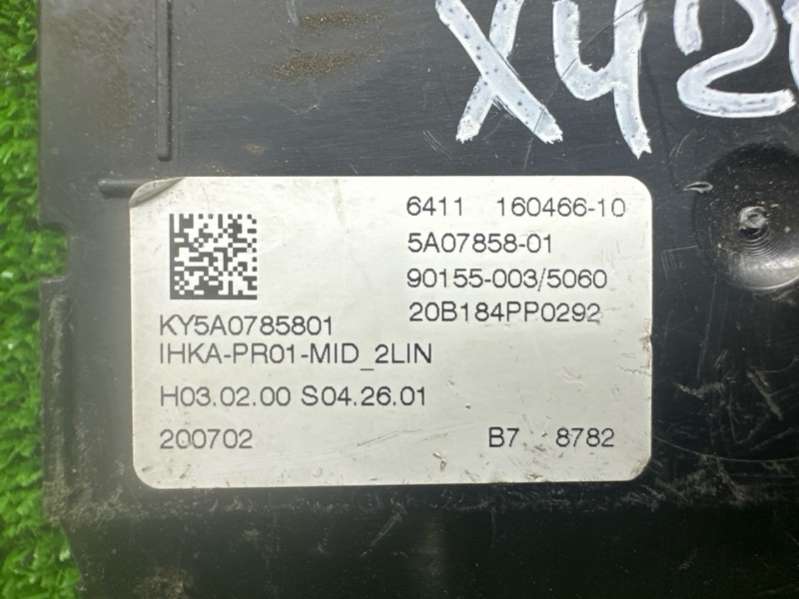 XU20
6411 160466-10
5A07858-01
90155-003/5060
20B184PP0292
KY5A0785801
IHKA-PR01-MID_2LIN
H03.02.00 S04.26.01
200702 B7 8782